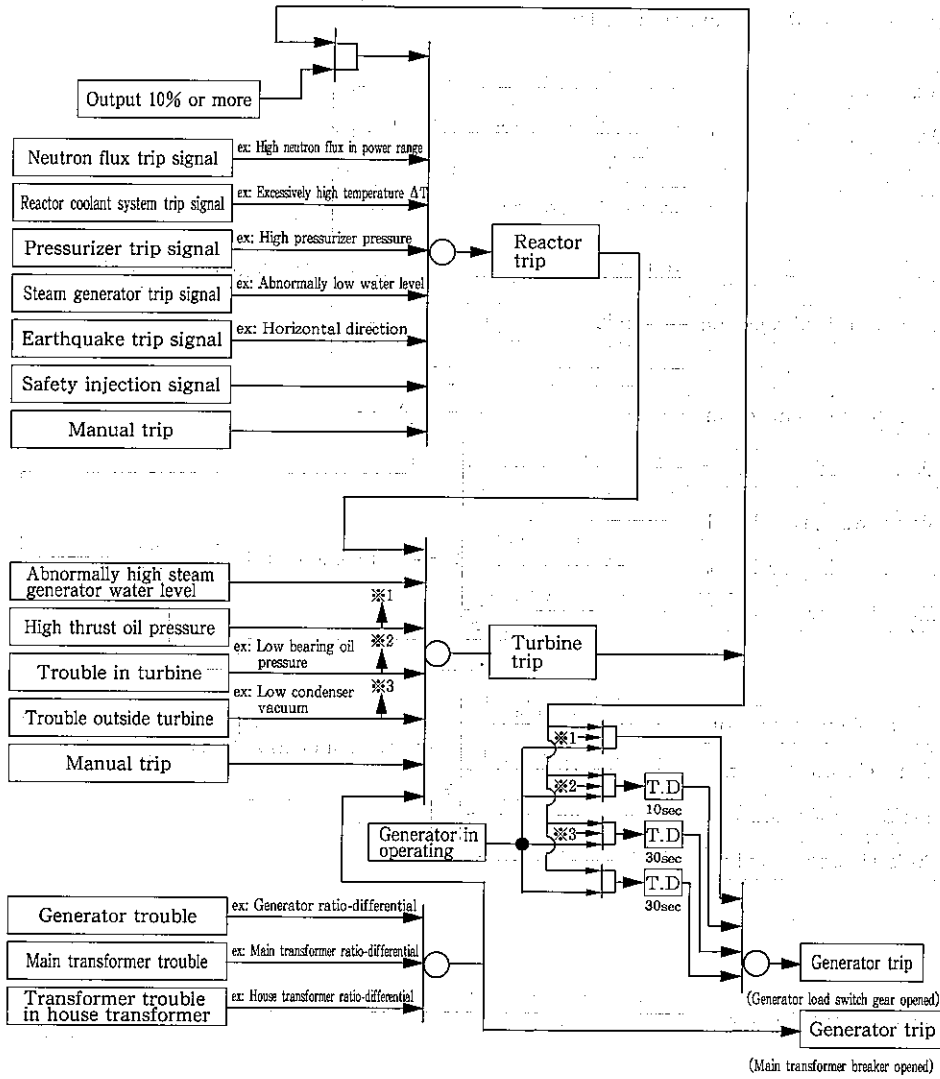 Output 10% or more
Neutron flux trip signal
ex: High neutron flux in power range
Reactor coolant system trip signal
ex: Excessively high temperature ΔT
Pressurizer trip signal
ex: High pressurizer pressure
Steam generator trip signal
ex: Abnormally low water level
Earthquake trip signal
ex: Horizontal direction
Safety injection signal
Manual trip
Reactor
trip
Abnormally high steam
generator water level
※1
High thrust oil pressure
※2
ex: Low bearing oil
pressure
Trouble in turbine
※3
ex: Low condenser
vacuum
Trouble outside turbine
Manual trip
Turbine
trip
Generator in
operating
※1
※2
T.D
10sec
※3
T.D
30sec
T.D
30sec
Generator trouble
ex: Generator ratio-differential
Main transformer trouble
ex: Main transformer ratio-differential
Transformer trouble
in house transformer
ex: House transformer ratio-differential
Generator trip
(Generator load switch gear opened)
Generator trip
(Main transformer breaker opened)